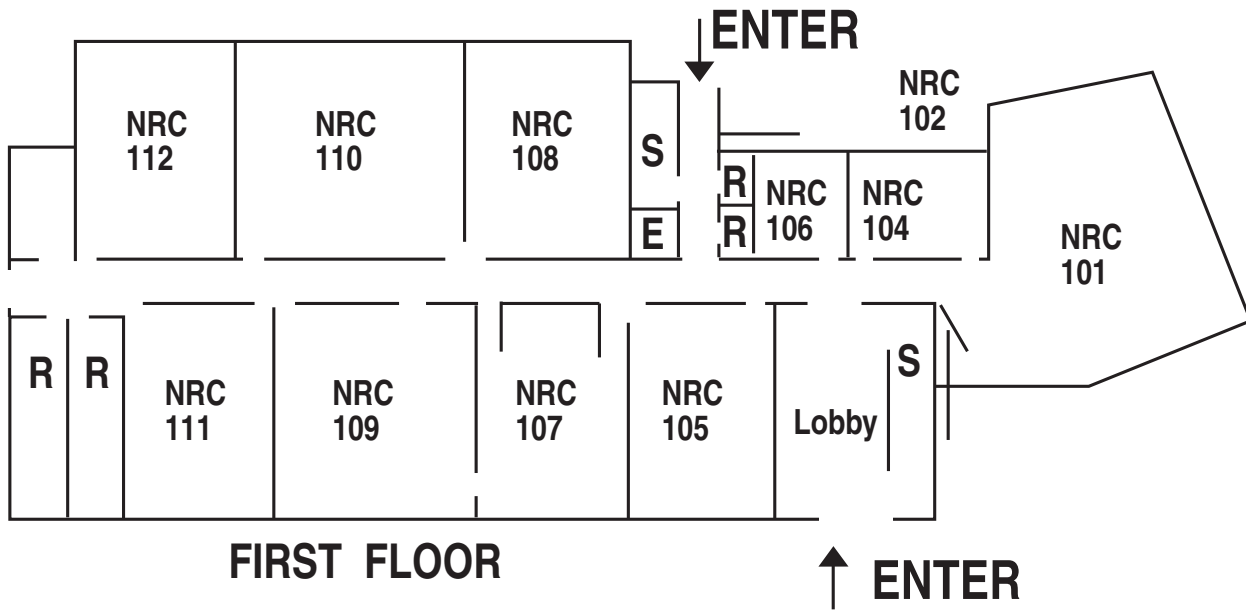 ENTER
NRC
102
NRC
112
NRC
110
NRC
108
S
R
NRC
106
NRC
104
E
R
NRC
101
R
R
NRC
111
NRC
109
NRC
107
NRC
105
Lobby
S
FIRST FLOOR
ENTER